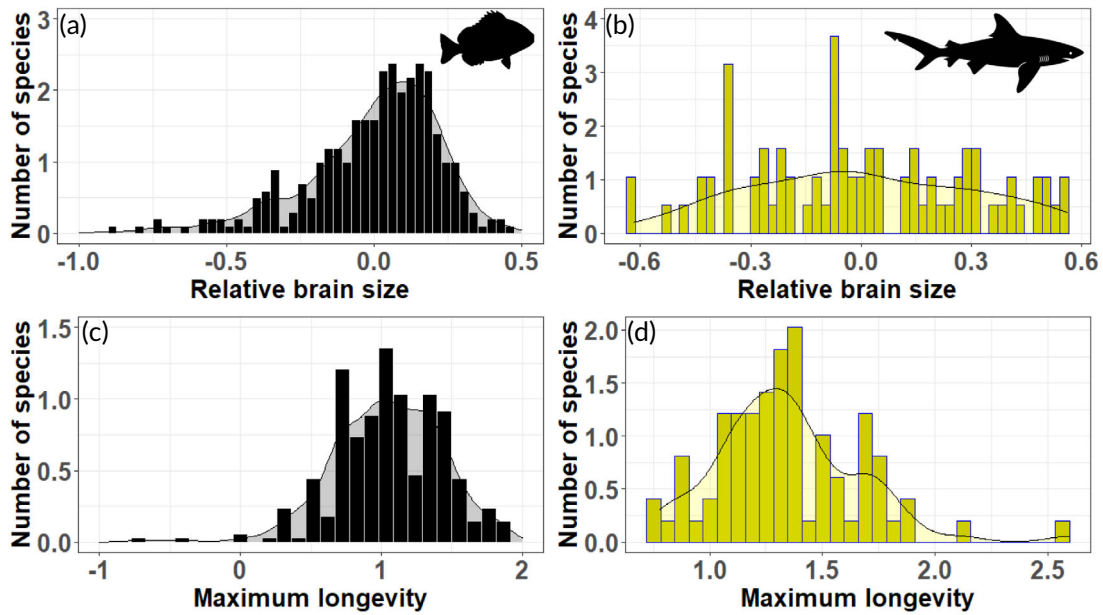 (a)
Number of species
3
2
1
0
-1.0 -0.5 0.0 0.5
Relative brain size
(b)
Number of species
4
3
2
1
0
-0.6 -0.3 0.0 0.3 0.6
Relative brain size
(c)
Number of species
1.5
1.0
0.5
0.0
-1 0 1 2
Maximum longevity
(d)
Number of species
2.0
1.5
1.0
0.5
0.0
1.0 1.5 2.0 2.5
Maximum longevity